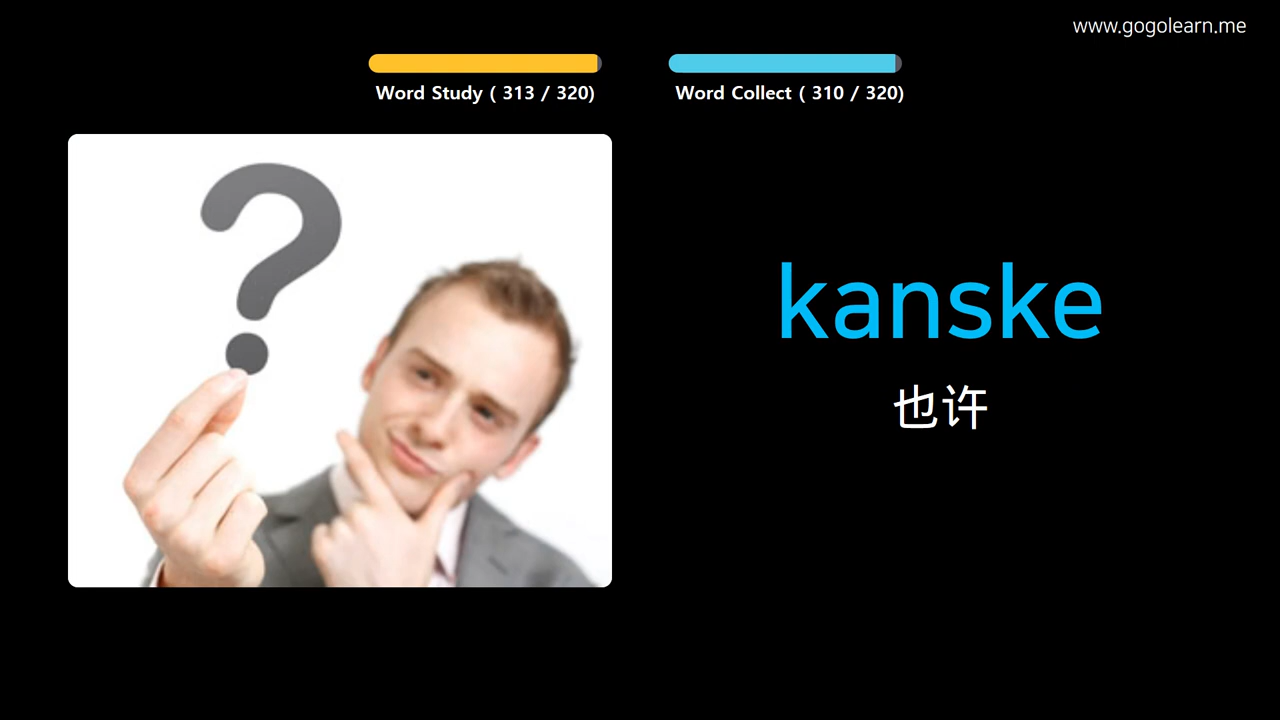 www.gogolearn.me
Word Study ( 313 / 320)
Word Collect ( 310 / 320)
?
kanske
也许